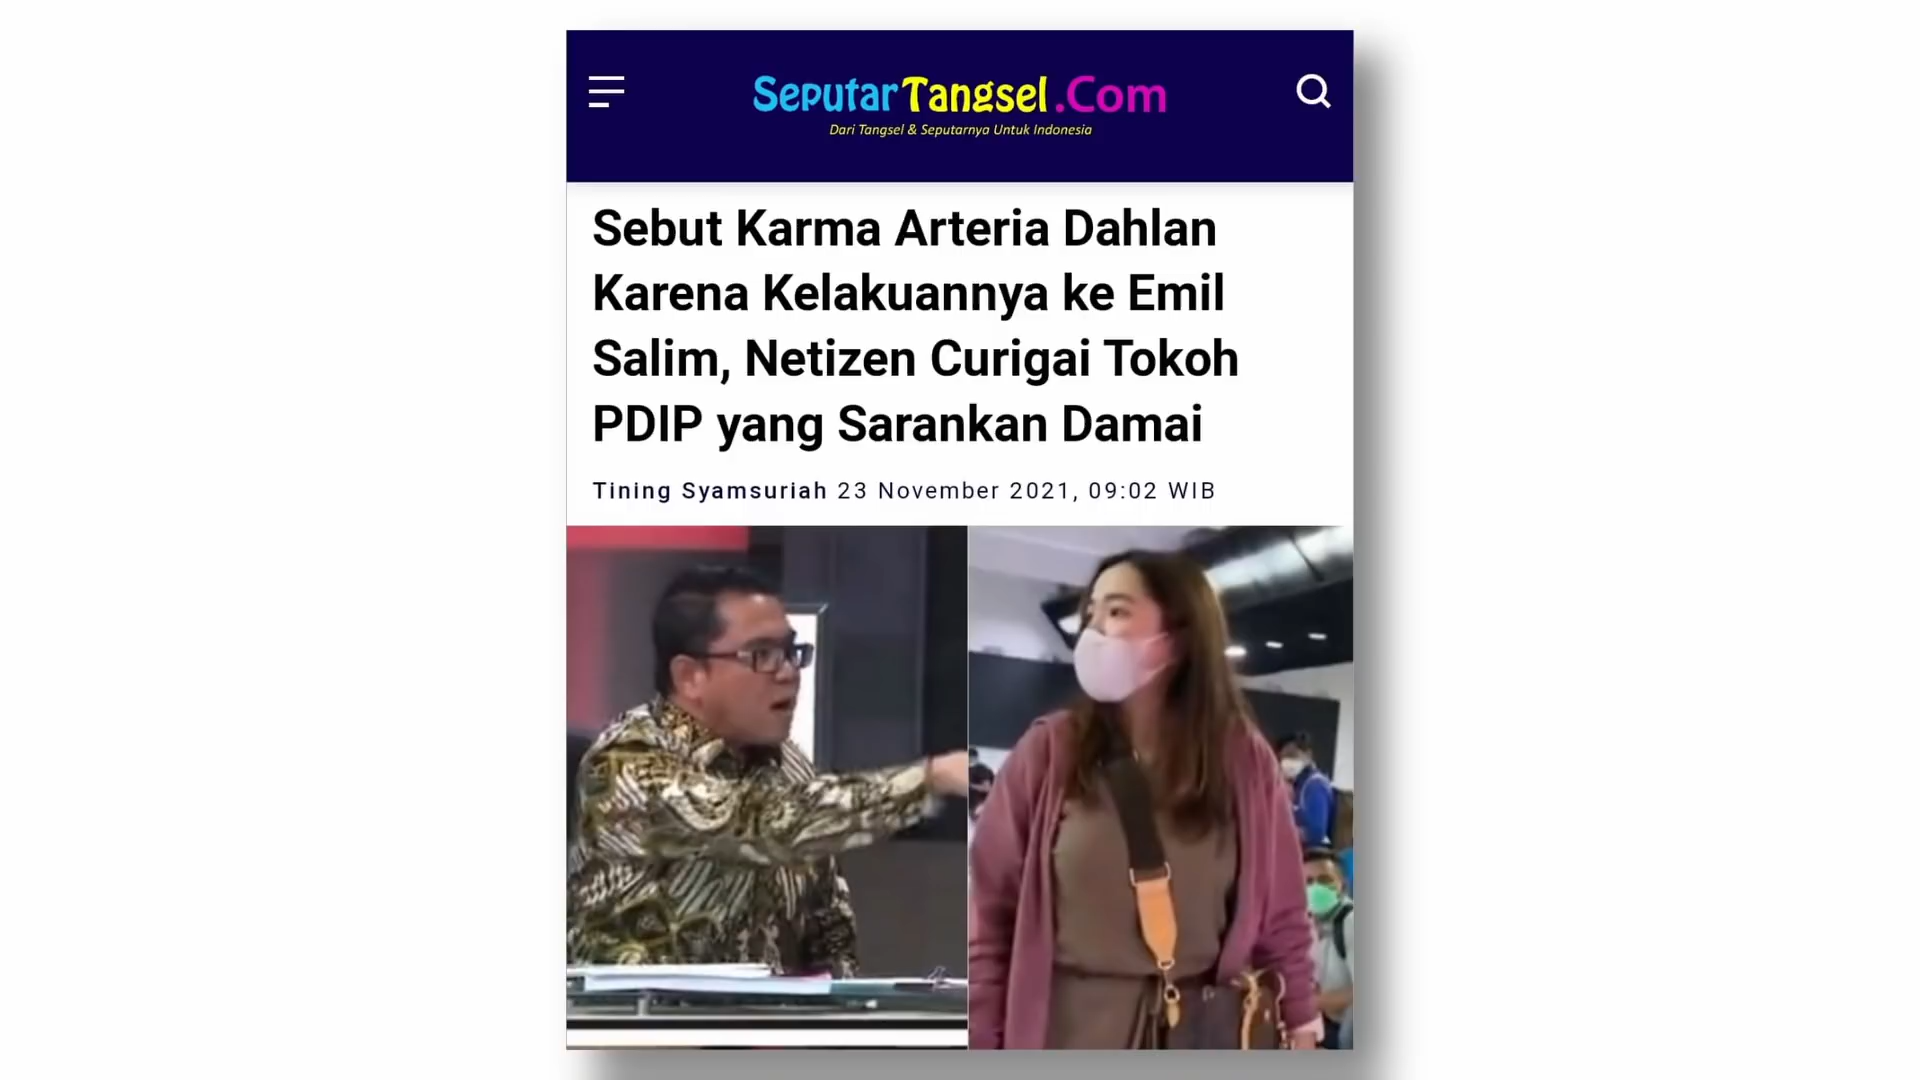 SeputarTangsel.Com
Dari Tangsel & Seputarnya Untuk Indonesia
Sebut Karma Arteria Dahlan
Karena Kelakuannya ke Emil
Salim, Netizen Curigai Tokoh
PDIP yang Sarankan Damai
Tining Syamsuriah 23 November 2021, 09:02 WIB